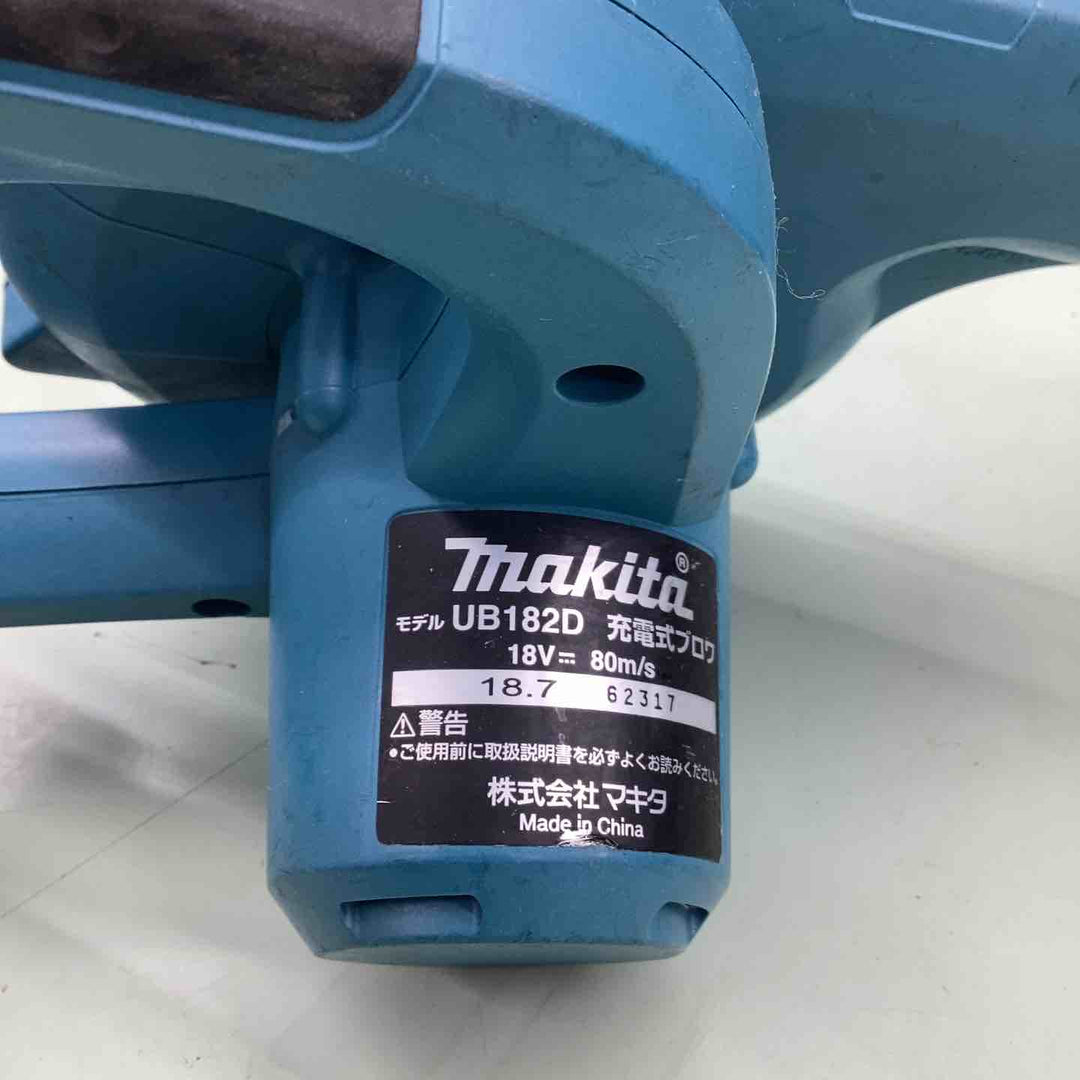 makita®
モデル UB182D 充電式ブロワ
18V⎓ 80m/s
18.7 62317
⚠警告
•ご使用前に取扱説明書を必ずよくお読みください。
株式会社マキタ
Made in China